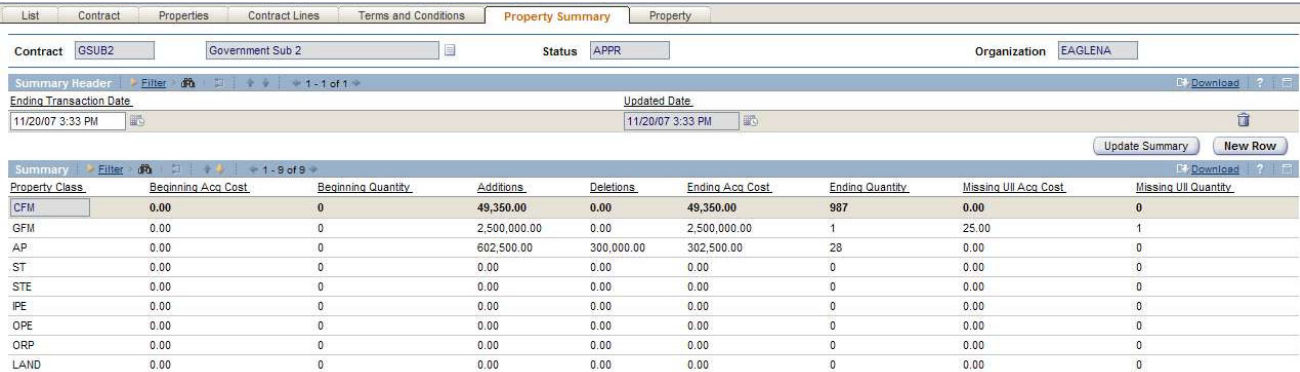 List Contract Properties Contract Lines Terms and Conditions Property Summary Property
Contract GSUB2 Government Sub 2 Status APPR Organization EAGLENA
Summary Header Filter 1 - 1 of 1 Download ?
Ending Transaction Date Updated Date
11/20/07 3:33 PM 11/20/07 3:33 PM
Update Summary New Row
Summary Filter 1 - 9 of 9 Download ?
Property Class Beginning Acq Cost Beginning Quantity Additions Deletions Ending Acq Cost Ending Quantity Missing UII Acq Cost Missing UII Quantity
CFM 0.00 0 49,350.00 0.00 49,350.00 987 0.00 0
GFM 0.00 0 2,500,000.00 0.00 2,500,000.00 1 25.00 1
AP 0.00 0 602,500.00 300,000.00 302,500.00 28 0.00 0
ST 0.00 0 0.00 0.00 0.00 0 0.00 0
STE 0.00 0 0.00 0.00 0.00 0 0.00 0
IPE 0.00 0 0.00 0.00 0.00 0 0.00 0
OPE 0.00 0 0.00 0.00 0.00 0 0.00 0
ORP 0.00 0 0.00 0.00 0.00 0 0.00 0
LAND 0.00 0 0.00 0.00 0.00 0 0.00 0